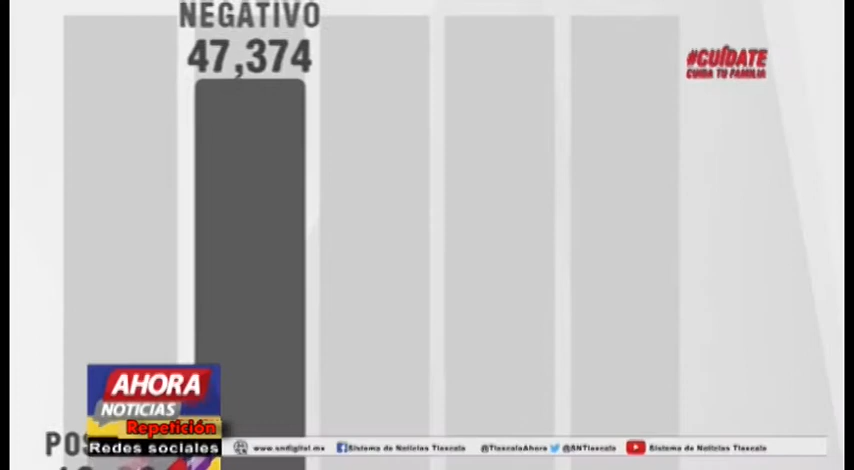 NEGATIVO
47,374
#CUÍDATE
CUIDA TU FAMILIA
AHORA
NOTICIAS
Repetición
Redes sociales
POS
www.sndigital.mx
Sistema de Noticias Tlaxcala
@TlaxcalaAhora
@SNTlaxcala
Sistema de Noticias Tlaxcala